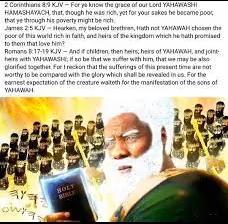 2 Corinthians 8:9 KJV — For ye know the grace of our Lord YAHAWASHI
HAMASHAYACH, that, though he was rich, yet for your sakes he became poor,
that ye through his poverty might be rich.
James 2:5 KJV — Hearken, my beloved brethren, Hath not YAHAWAH chosen the
poor of this world rich in faith, and heirs of the kingdom which he hath promised
to them that love him?
Romans 8:17-19 KJV — And if children, then heirs; heirs of YAHAWAH, and joint-
heirs with YAHAWASHI; if so be that we suffer with him, that we may be also
glorified together. For I reckon that the sufferings of this present time are not
worthy to be compared with the glory which shall be revealed in us. For the
earnest expectation of the creature waiteth for the manifestation of the sons of
YAHAWAH.
HOLY
BIBLE